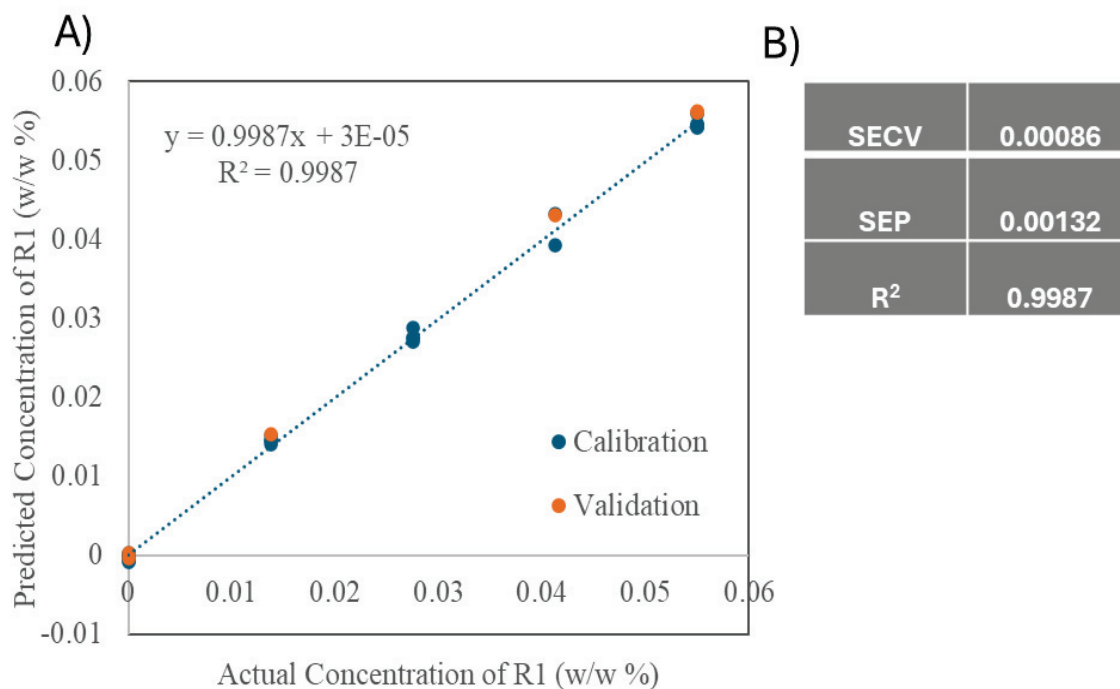 A)
0.06
0.05
0.04
0.03
0.02
0.01
0
-0.01
Predicted Concentration of R1 (w/w %)
y = 0.9987x + 3E-05
R² = 0.9987
Calibration
Validation
0 0.01 0.02 0.03 0.04 0.05 0.06
Actual Concentration of R1 (w/w %)
B)
SECV 0.00086
SEP 0.00132
R² 0.9987